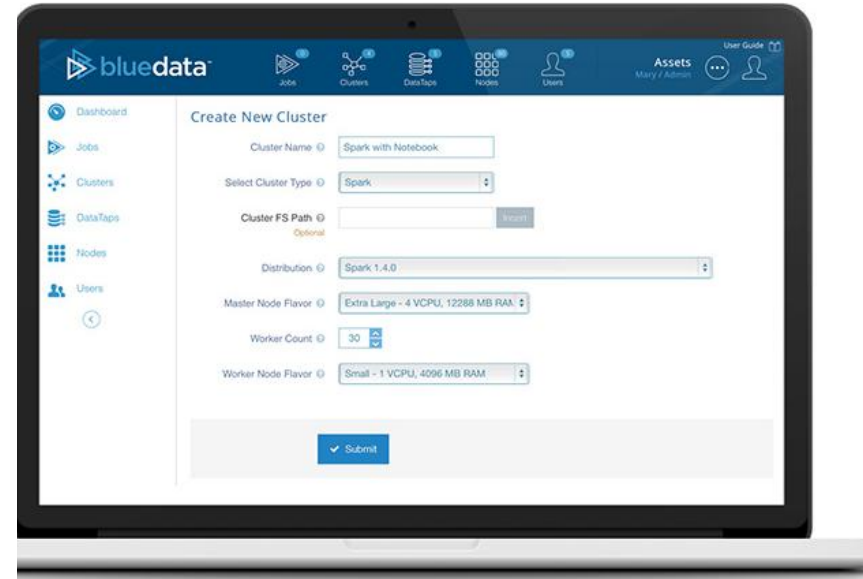 User Guide
bluedata
Jobs
Clusters
DataTaps
Nodes
Users
Assets
Mary / Admin
Dashboard
Jobs
Clusters
DataTaps
Nodes
Users
Create New Cluster
Cluster Name Spark with Notebook
Select Cluster Type Spark
Cluster FS Path Insert
Optional
Distribution Spark 1.4.0
Master Node Flavor Extra Large - 4 VCPU, 12288 MB RAM
Worker Count 30
Worker Node Flavor Small - 1 VCPU, 4096 MB RAM
Submit